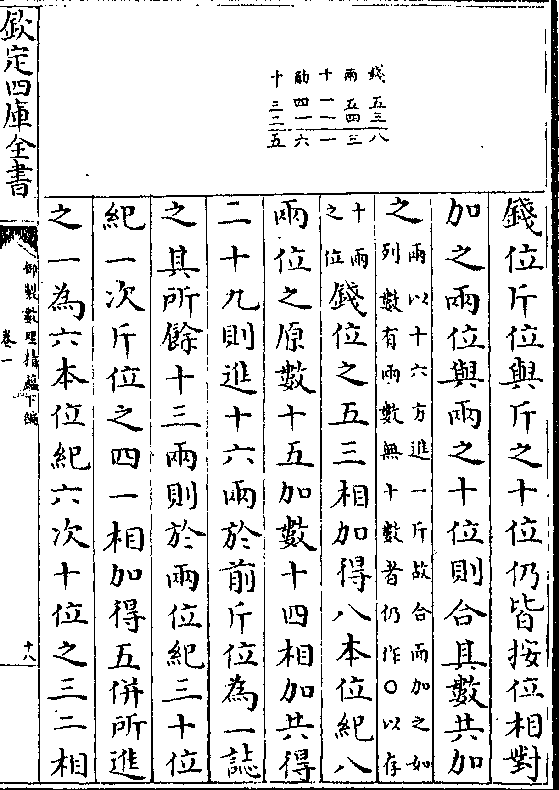 錢 五三八
兩 五四三
十 一一一
觔 四一六
十 三二五
錢位斤位與斤之十位仍皆按位相對
加之兩位與兩之十位則合其數共加
之兩以十六方進一斤故合而加之如
列數有兩數無十數者仍作〇以存
十兩之位錢位之五三相加得八本位紀八
兩位之原數十五加數十四相加共得
二十九則進十六兩於前斤位為一誌
之其所餘十三兩則於兩位紀三十位
紀一次斤位之四一相加得五併所進
之一為六本位紀六次十位之三二相
欽定四庫全書
御製數理精蘊下編
卷一
十八